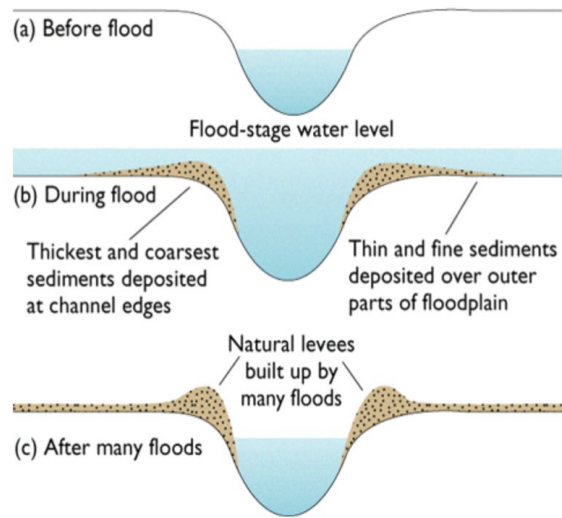 (a) Before flood
Flood-stage water level
(b) During flood
Thickest and coarsest
sediments deposited
at channel edges
Thin and fine sediments
deposited over outer
parts of floodplain
Natural levees
built up by
many floods
(c) After many floods